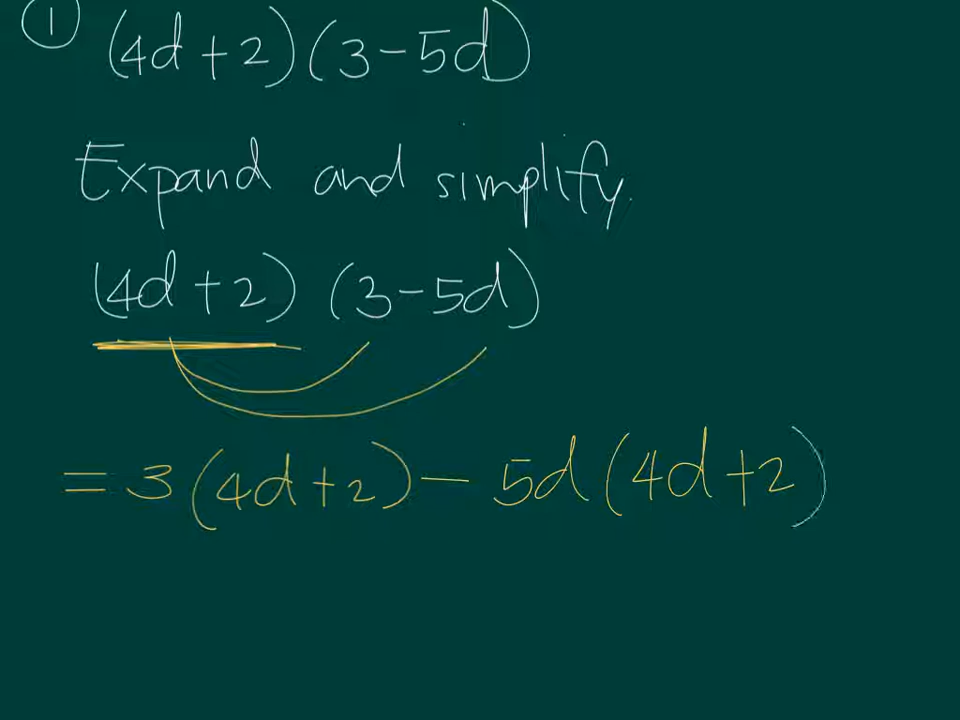 ① (4d+2)(3-5d)
Expand and simplify.
(4d+2) (3-5d)
= 3(4d+2) - 5d(4d+2)